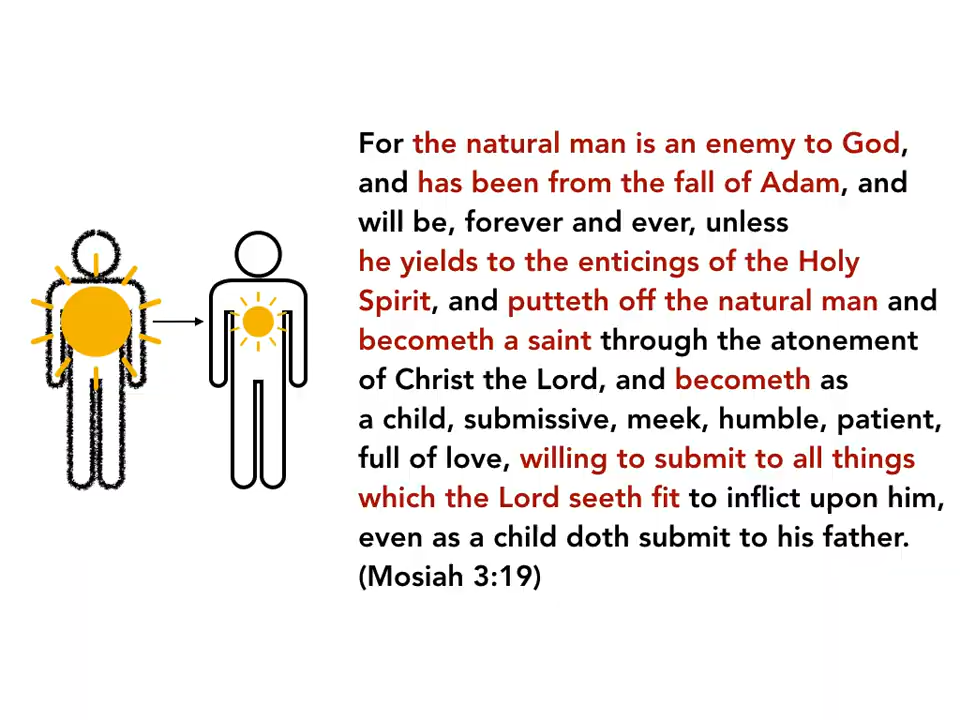 For the natural man is an enemy to God,
and has been from the fall of Adam, and
will be, forever and ever, unless
he yields to the enticings of the Holy
Spirit, and putteth off the natural man and
becometh a saint through the atonement
of Christ the Lord, and becometh as
a child, submissive, meek, humble, patient,
full of love, willing to submit to all things
which the Lord seeth fit to inflict upon him,
even as a child doth submit to his father.
(Mosiah 3:19)